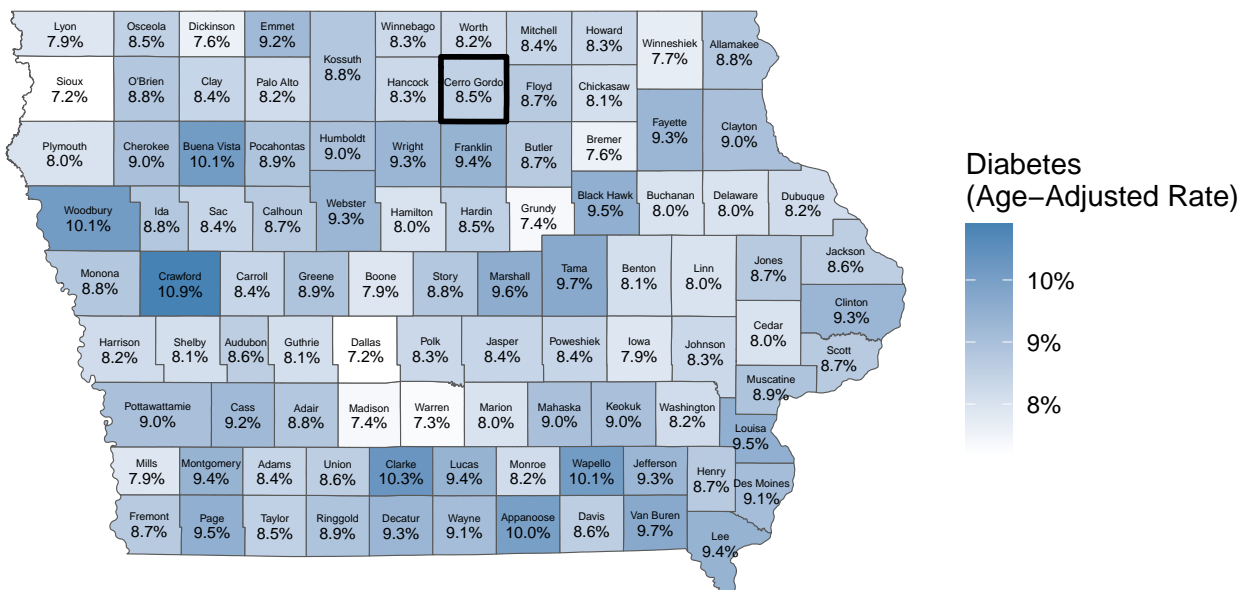 Lyon
7.9%
Osceola
8.5%
Dickinson
7.6%
Emmet
9.2%
Kossuth
8.8%
Winnebago
8.3%
Worth
8.2%
Mitchell
8.4%
Howard
8.3%
Winneshiek
7.7%
Allamakee
8.8%
Sioux
7.2%
O'Brien
8.8%
Clay
8.4%
Palo Alto
8.2%
Hancock
8.3%
Cerro Gordo
8.5%
Floyd
8.7%
Chickasaw
8.1%
Fayette
9.3%
Clayton
9.0%
Plymouth
8.0%
Cherokee
9.0%
Buena Vista
10.1%
Pocahontas
8.9%
Humboldt
9.0%
Wright
9.3%
Franklin
9.4%
Butler
8.7%
Bremer
7.6%
Woodbury
10.1%
Ida
8.8%
Sac
8.4%
Calhoun
8.7%
Webster
9.3%
Hamilton
8.0%
Hardin
8.5%
Grundy
7.4%
Black Hawk
9.5%
Buchanan
8.0%
Delaware
8.0%
Dubuque
8.2%
Monona
8.8%
Crawford
10.9%
Carroll
8.4%
Greene
8.9%
Boone
7.9%
Story
8.8%
Marshall
9.6%
Tama
9.7%
Benton
8.1%
Linn
8.0%
Jones
8.7%
Jackson
8.6%
Clinton
9.3%
Harrison
8.2%
Shelby
8.1%
Audubon
8.6%
Guthrie
8.1%
Dallas
7.2%
Polk
8.3%
Jasper
8.4%
Poweshiek
8.4%
Iowa
7.9%
Johnson
8.3%
Cedar
8.0%
Scott
8.7%
Muscatine
8.9%
Pottawattamie
9.0%
Cass
9.2%
Adair
8.8%
Madison
7.4%
Warren
7.3%
Marion
8.0%
Mahaska
9.0%
Keokuk
9.0%
Washington
8.2%
Louisa
9.5%
Mills
7.9%
Montgomery
9.4%
Adams
8.4%
Union
8.6%
Clarke
10.3%
Lucas
9.4%
Monroe
8.2%
Wapello
10.1%
Jefferson
9.3%
Henry
8.7%
Des Moines
9.1%
Fremont
8.7%
Page
9.5%
Taylor
8.5%
Ringgold
8.9%
Decatur
9.3%
Wayne
9.1%
Appanoose
10.0%
Davis
8.6%
Van Buren
9.7%
Lee
9.4%
Diabetes
(Age−Adjusted Rate)
10%
9%
8%